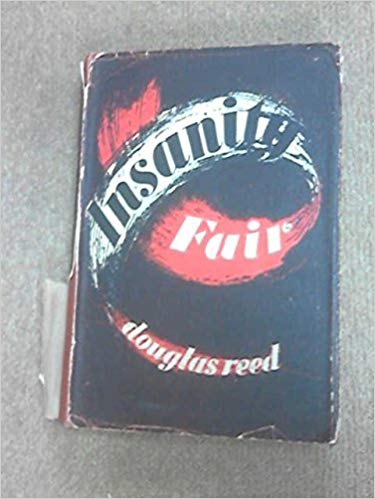 Insanity
Fair
douglas reed